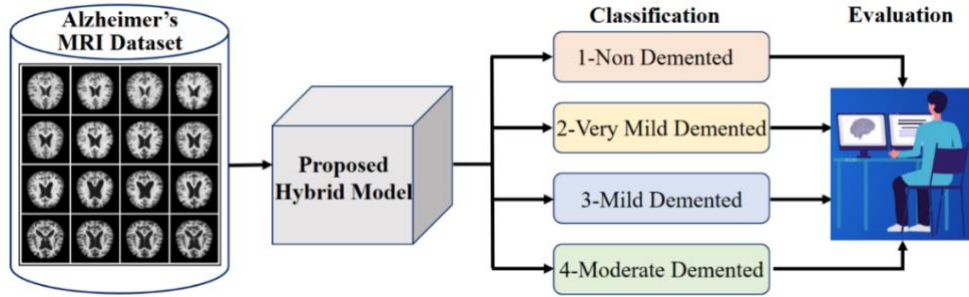 Alzheimer's
MRI Dataset
Proposed
Hybrid Model
Classification
1-Non Demented
2-Very Mild Demented
3-Mild Demented
4-Moderate Demented
Evaluation